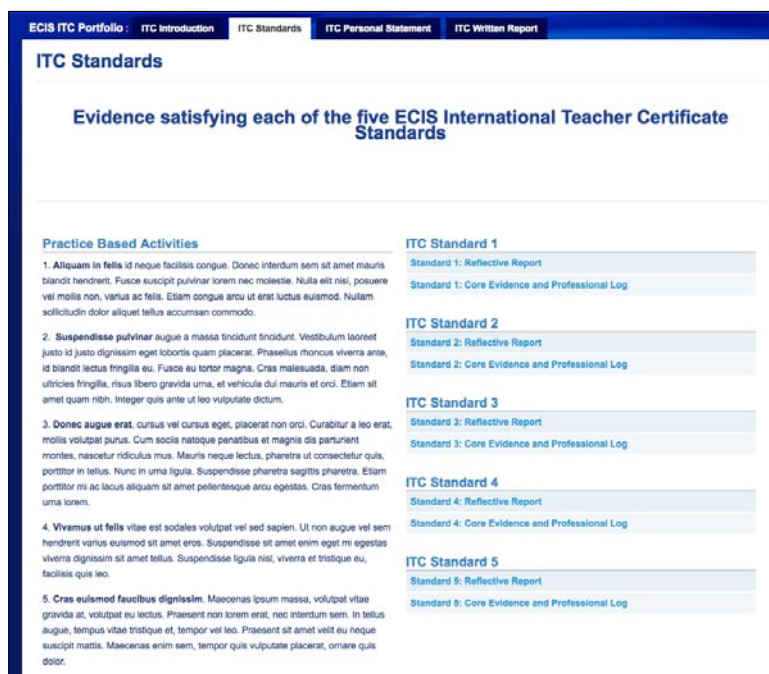 ECIS ITC Portfolio : ITC Introduction ITC Standards ITC Personal Statement ITC Written Report
ITC Standards
Evidence satisfying each of the five ECIS International Teacher Certificate
Standards
Practice Based Activities
1. Aliquam in felis id neque facilisis congue. Donec interdum sem sit amet mauris
blandit hendrerit. Fusce suscipit pulvinar lorem nec molestie. Nulla elit nisi, posuere
vel mollis non, varius ac felis. Etiam congue arcu ut erat luctus euismod. Nullam
sollicitudin dolor aliquet tellus accumsan commodo.
2. Suspendisse pulvinar augue a massa tincidunt tincidunt. Vestibulum laoreet
justo id justo dignissim eget lobortis quam placerat. Phasellus rhoncus viverra ante,
id blandit lectus fringilla eu. Fusce eu tortor magna. Cras malesuada, diam non
ultricies fringilla, risus libero gravida urna, et vehicula dui mauris et orci. Etiam sit
amet quam nibh. Integer quis ante ut leo vulputate dictum.
3. Donec augue erat, cursus vel cursus eget, placerat non orci. Curabitur a leo erat,
mollis volutpat purus. Cum sociis natoque penatibus et magnis dis parturient
montes, nascetur ridiculus mus. Mauris neque lectus, pharetra ut consectetur quis,
porttitor in tellus. Nunc in urna ligula. Suspendisse pharetra sagittis pharetra. Etiam
porttitor mi ac lacus aliquam sit amet pellentesque arcu egestas. Cras fermentum
urna lorem.
4. Vivamus ut felis vitae est sodales volutpat vel sed sapien. Ut non augue vel sem
hendrerit varius euismod sit amet eros. Suspendisse sit amet enim eget mi egestas
viverra dignissim sit amet tellus. Suspendisse ligula nisl, viverra et tristique eu,
facilisis quis leo.
5. Cras euismod faucibus dignissim. Maecenas ipsum massa, volutpat vitae
gravida at, volutpat eu lectus. Praesent non lorem erat, nec interdum sem. In tellus
augue, tempus vitae tristique et, tempor vel leo. Praesent sit amet velit eu neque
suscipit mattis. Maecenas enim sem, tempor quis vulputate placerat, ornare quis
dolor.
ITC Standard 1
Standard 1: Reflective Report
Standard 1: Core Evidence and Professional Log
ITC Standard 2
Standard 2: Reflective Report
Standard 2: Core Evidence and Professional Log
ITC Standard 3
Standard 3: Reflective Report
Standard 3: Core Evidence and Professional Log
ITC Standard 4
Standard 4: Reflective Report
Standard 4: Core Evidence and Professional Log
ITC Standard 5
Standard 5: Reflective Report
Standard 5: Core Evidence and Professional Log